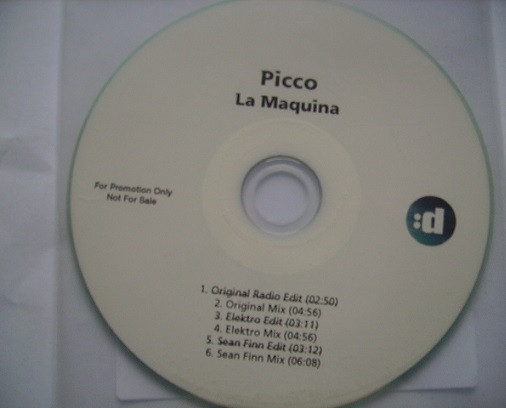 Picco
La Maquina
For Promotion Only
Not For Sale
:d
1. Original Radio Edit (02:50)
2. Original Mix (04:56)
3. Elektro Edit (03:11)
4. Elektro Mix (04:56)
5. Sean Finn Edit (03:12)
6. Sean Finn Mix (06:08)